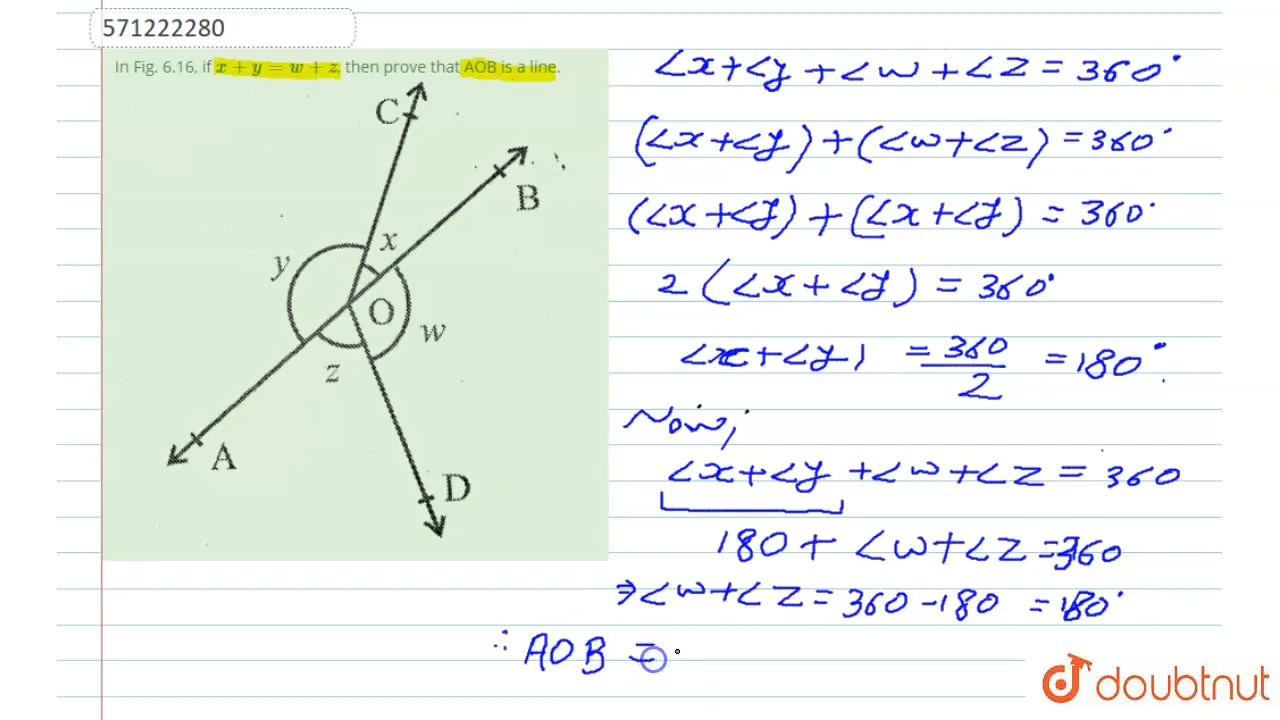 571222280
In Fig. 6.16, if x + y = w + z, then prove that AOB is a line.
C
B
x
y
O
w
z
A
D
∠x+∠y+∠w+∠z=360°
(∠x+∠y)+(∠w+∠z)=360°
(∠x+∠y)+(∠x+∠y)=360°
2(∠x+∠y)=360°
∠x+∠y) =360/2 =180°
Now,
∠x+∠y+∠w+∠z=360
180+∠w+∠z=360
⇒∠w+∠z=360-180=180°
∴ AOB =
doubtnut